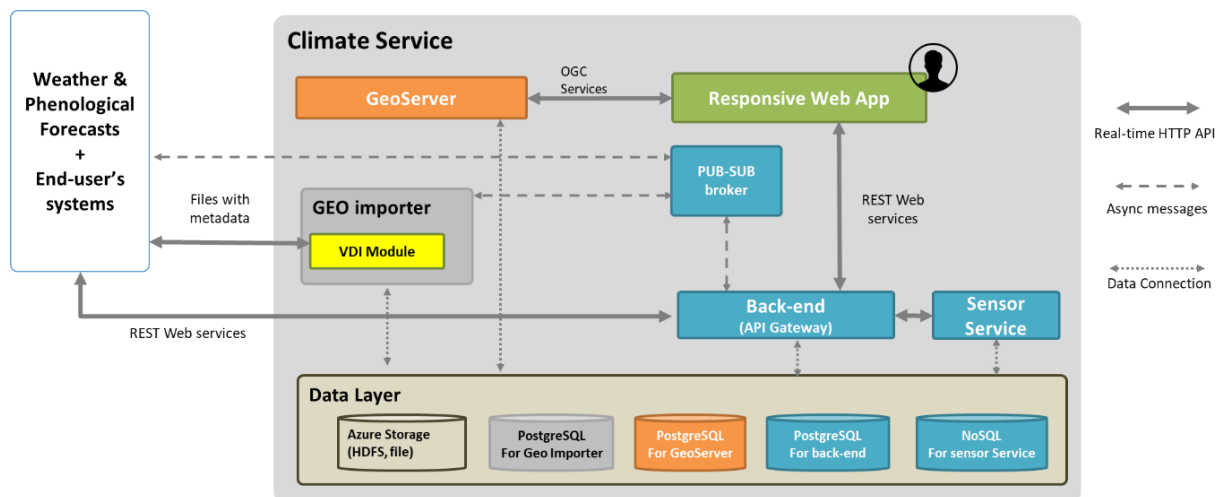 Climate Service
Weather &
Phenological
Forecasts
+
End-user's
systems
GeoServer
OGC
Services
Responsive Web App
Real-time HTTP API
PUB-SUB
broker
Files with
metadata
GEO importer
VDI Module
REST Web
services
Async messages
Data Connection
REST Web services
Back-end
(API Gateway)
Sensor
Service
Data Layer
Azure Storage
(HDFS, file)
PostgreSQL
For Geo Importer
PostgreSQL
For GeoServer
PostgreSQL
For back-end
NoSQL
For sensor Service